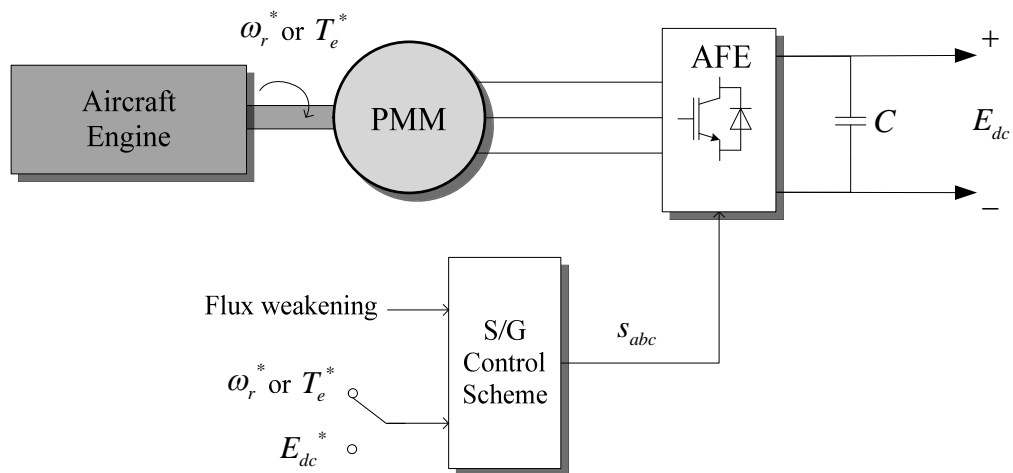 ωr* or Te*
Aircraft
Engine
PMM
AFE
C
+
Edc
−
Flux weakening
ωr* or Te*
Edc*
S/G
Control
Scheme
sabc